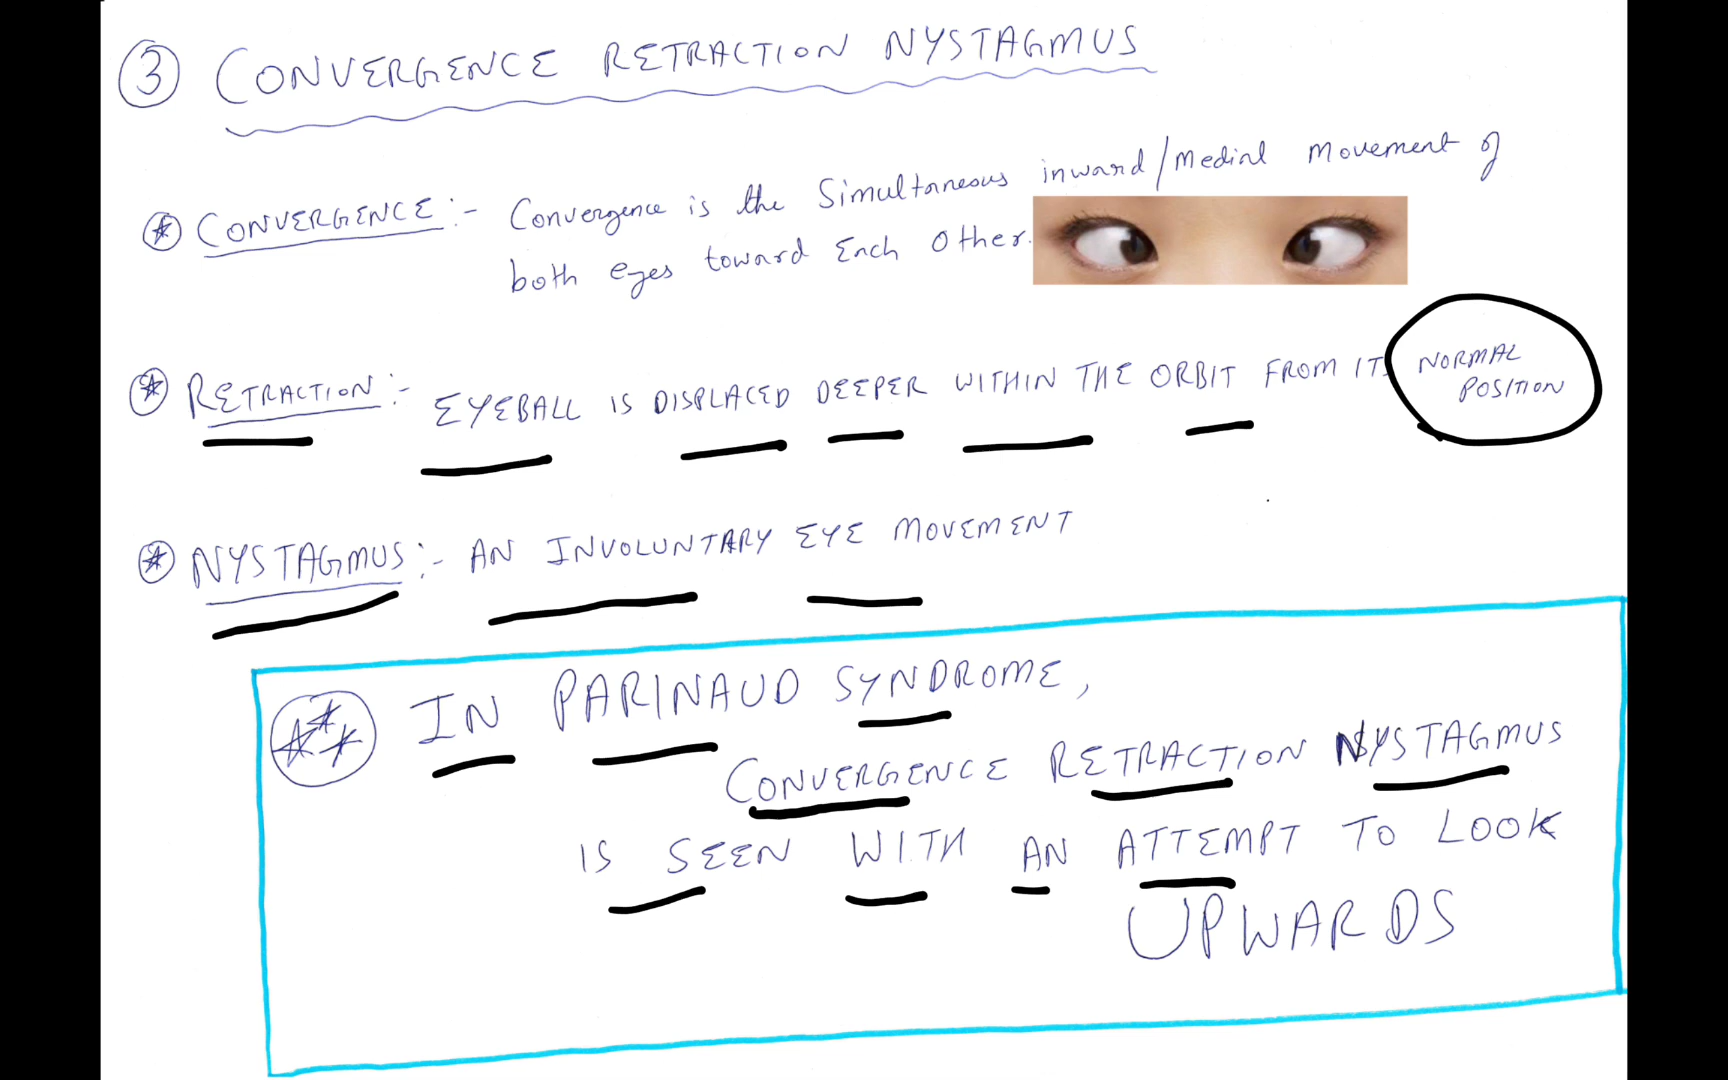 ③ CONVERGENCE RETRACTION NYSTAGMUS
CONVERGENCE :- Convergence is the Simultaneous inward/medial movement of
both eyes toward Each Other.
RETRACTION :- EYEBALL IS DISPLACED DEEPER WITHIN THE ORBIT FROM ITS NORMAL
POSITION
NYSTAGMUS :- AN INVOLUNTARY EYE MOVEMENT
IN PARINAUD SYNDROME,
CONVERGENCE RETRACTION NYSTAGMUS
IS SEEN WITH AN ATTEMPT TO LOOK
UPWARDS